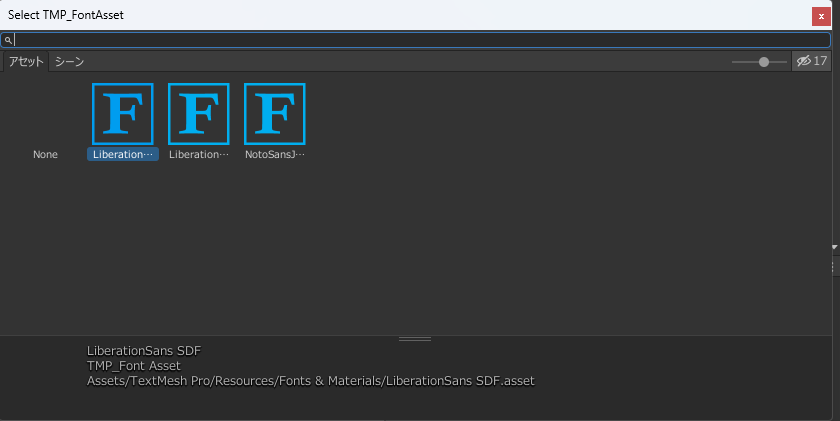 Select TMP_FontAsset
x
アセット シーン 17
F F F
None Liberation… Liberation… NotoSansJ…
LiberationSans SDF
TMP_Font Asset
Assets/TextMesh Pro/Resources/Fonts & Materials/LiberationSans SDF.asset